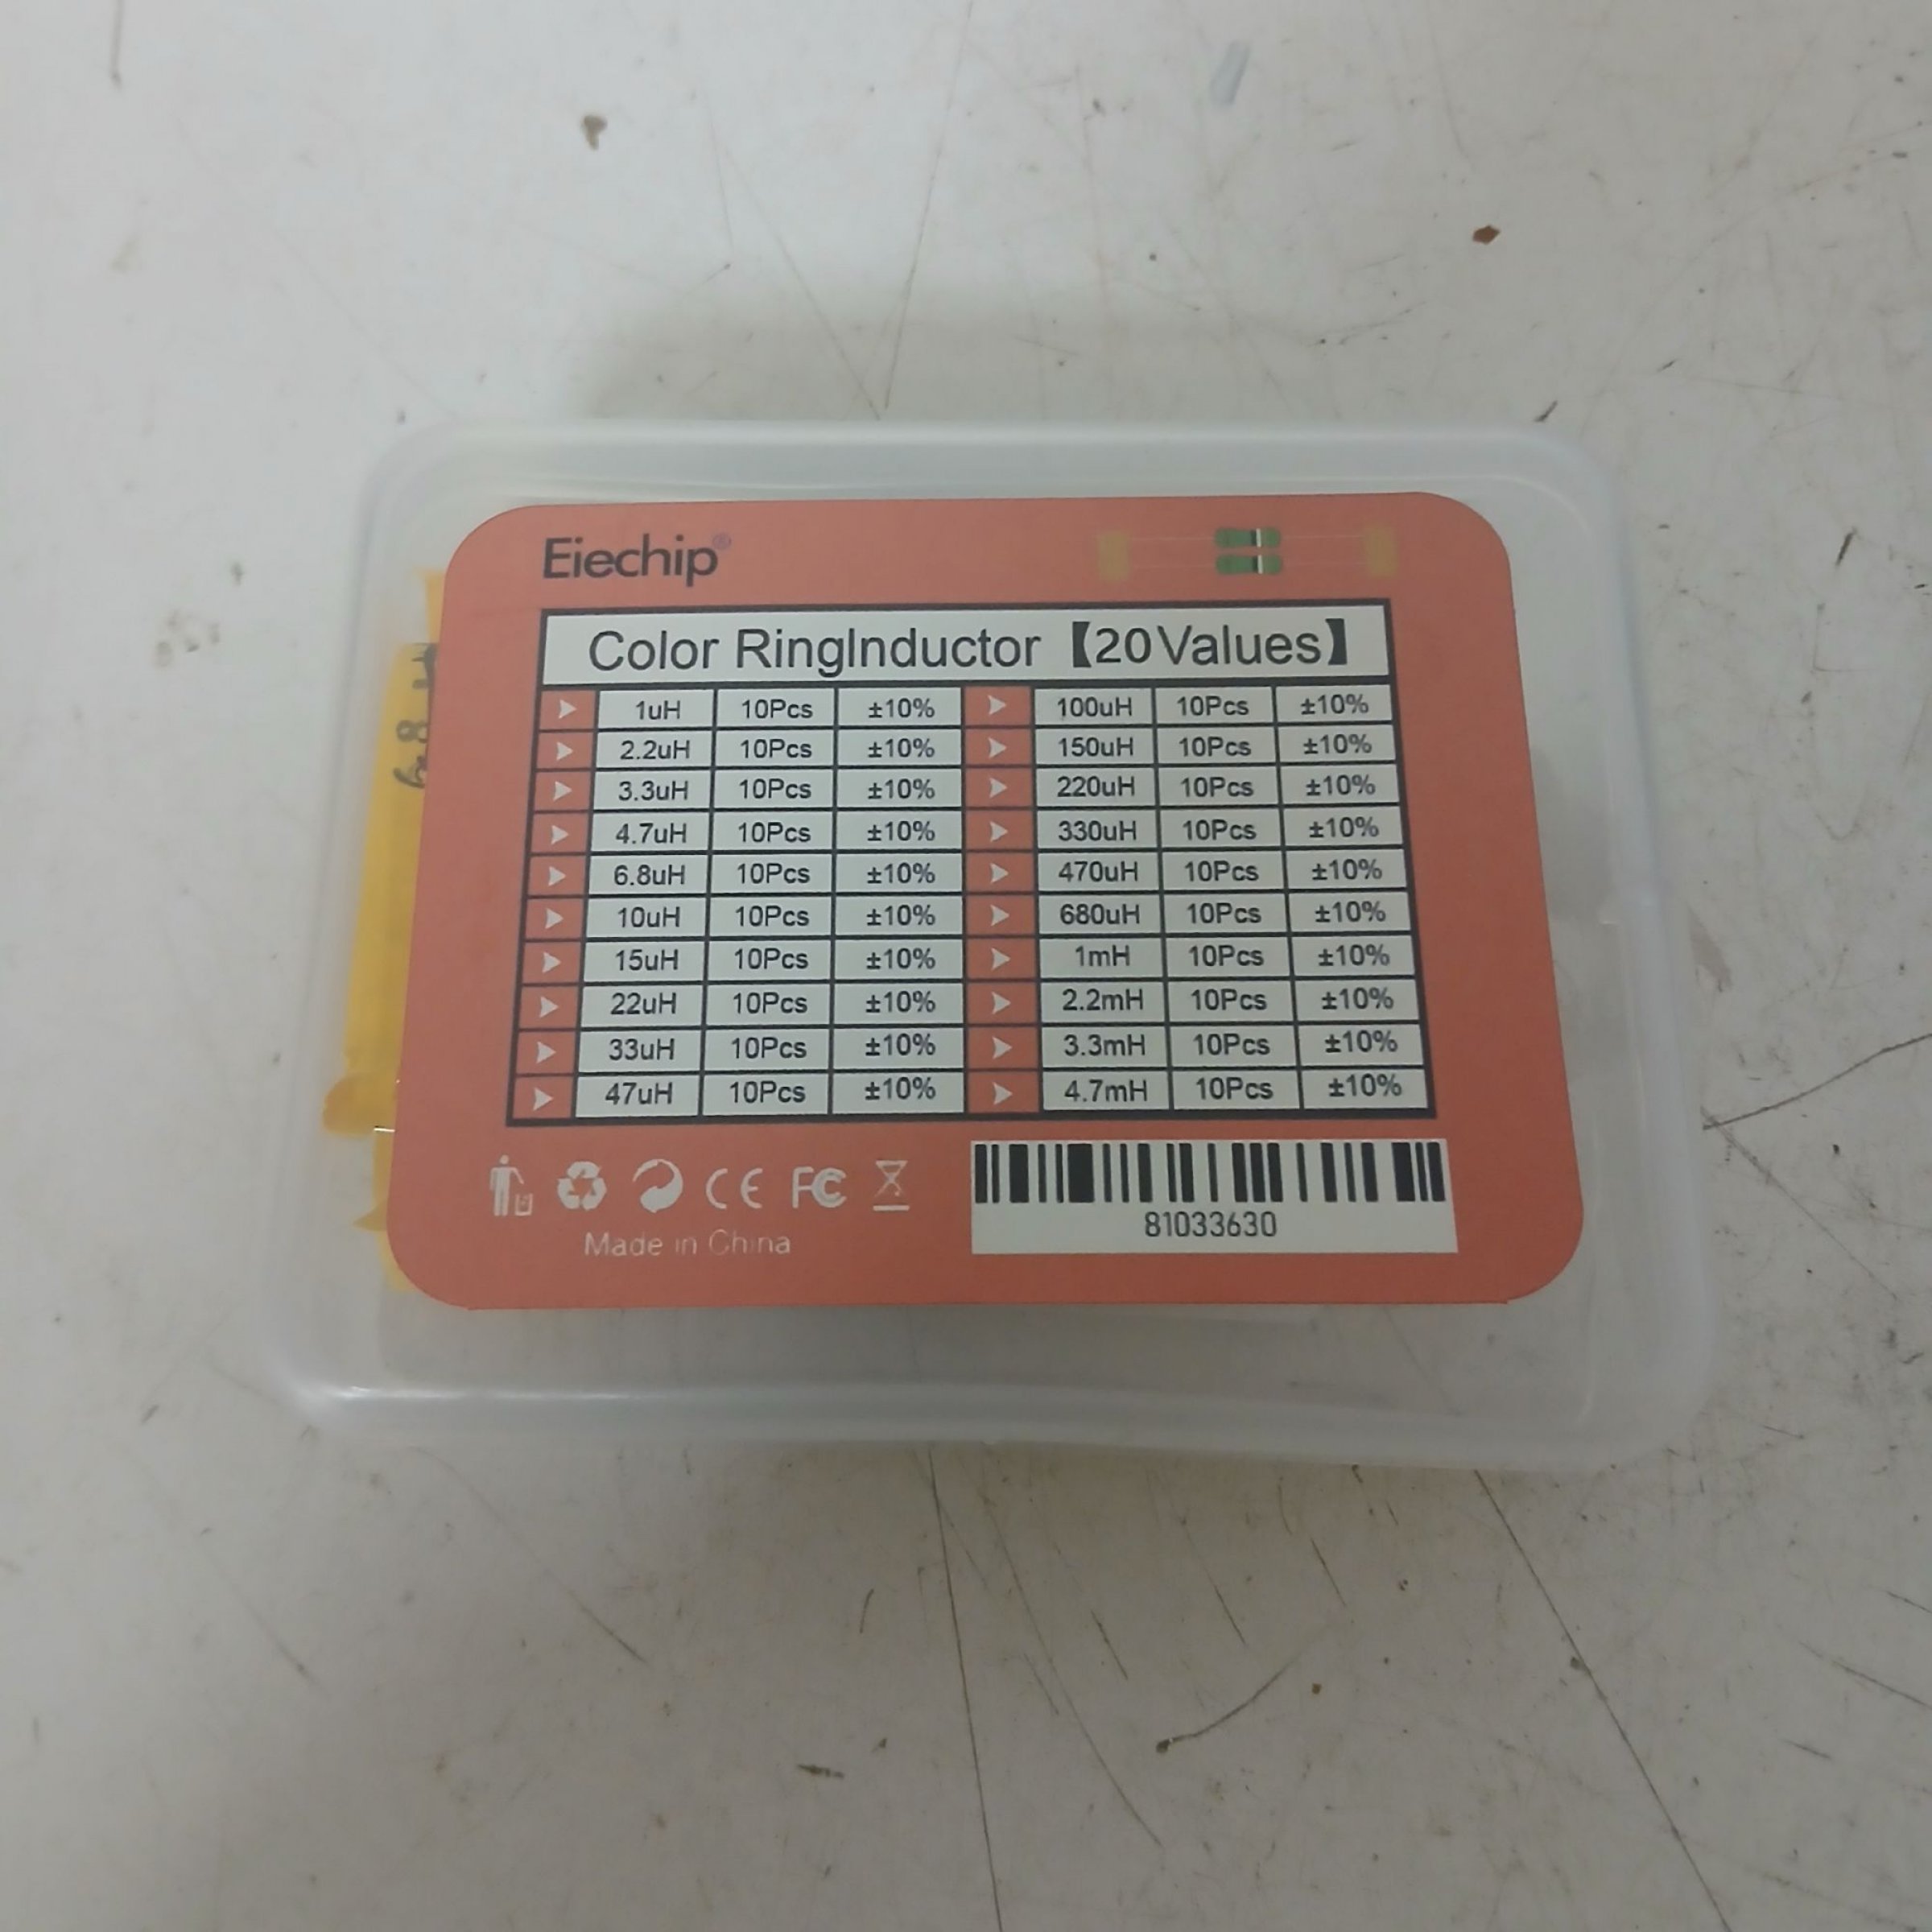 Eiechip®
Color RingInductor【20Values】
1uH 10Pcs ±10% 100uH 10Pcs ±10%
2.2uH 10Pcs ±10% 150uH 10Pcs ±10%
3.3uH 10Pcs ±10% 220uH 10Pcs ±10%
4.7uH 10Pcs ±10% 330uH 10Pcs ±10%
6.8uH 10Pcs ±10% 470uH 10Pcs ±10%
10uH 10Pcs ±10% 680uH 10Pcs ±10%
15uH 10Pcs ±10% 1mH 10Pcs ±10%
22uH 10Pcs ±10% 2.2mH 10Pcs ±10%
33uH 10Pcs ±10% 3.3mH 10Pcs ±10%
47uH 10Pcs ±10% 4.7mH 10Pcs ±10%
CE FC
Made in China
81033630
6.8